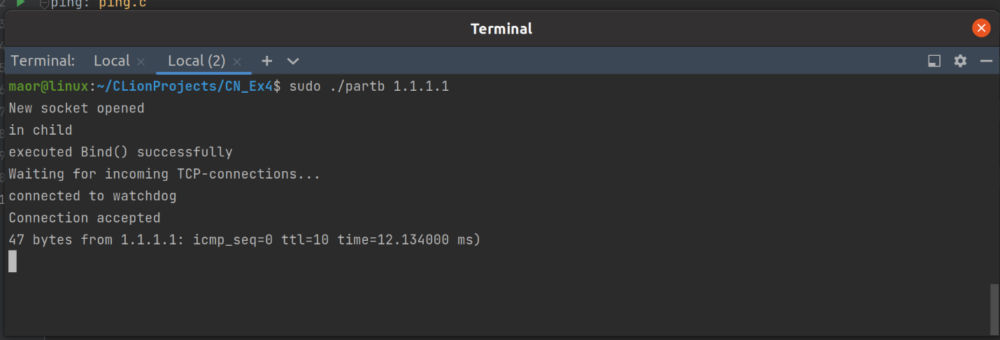 ping: ping.c
Terminal
Terminal: Local × Local (2) × +
maor@linux:~/CLionProjects/CN_Ex4$ sudo ./partb 1.1.1.1
New socket opened
in child
executed Bind() successfully
Waiting for incoming TCP-connections...
connected to watchdog
Connection accepted
47 bytes from 1.1.1.1: icmp_seq=0 ttl=10 time=12.134000 ms)